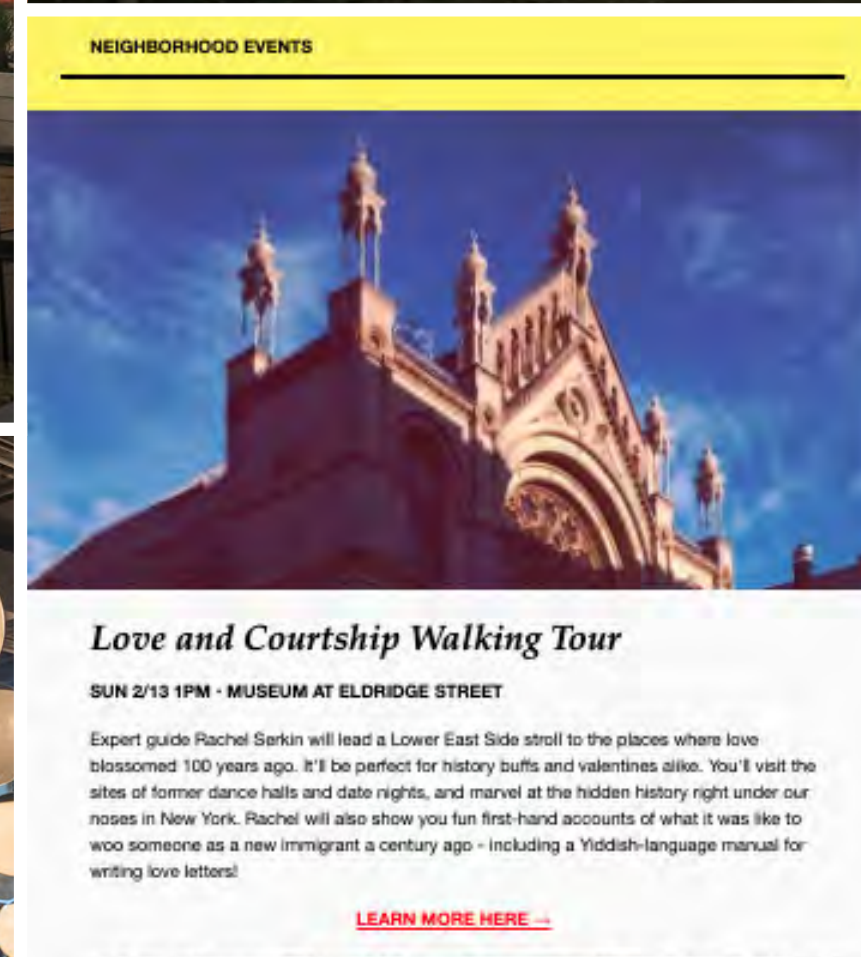 NEIGHBORHOOD EVENTS
Love and Courtship Walking Tour
SUN 2/13 1PM · MUSEUM AT ELDRIDGE STREET
Expert guide Rachel Serkin will lead a Lower East Side stroll to the places where love
blossomed 100 years ago. It'll be perfect for history buffs and valentines alike. You'll visit the
sites of former dance halls and date nights, and marvel at the hidden history right under our
noses in New York. Rachel will also show you fun first-hand accounts of what it was like to
woo someone as a new immigrant a century ago - including a Yiddish-language manual for
writing love letters!
LEARN MORE HERE →